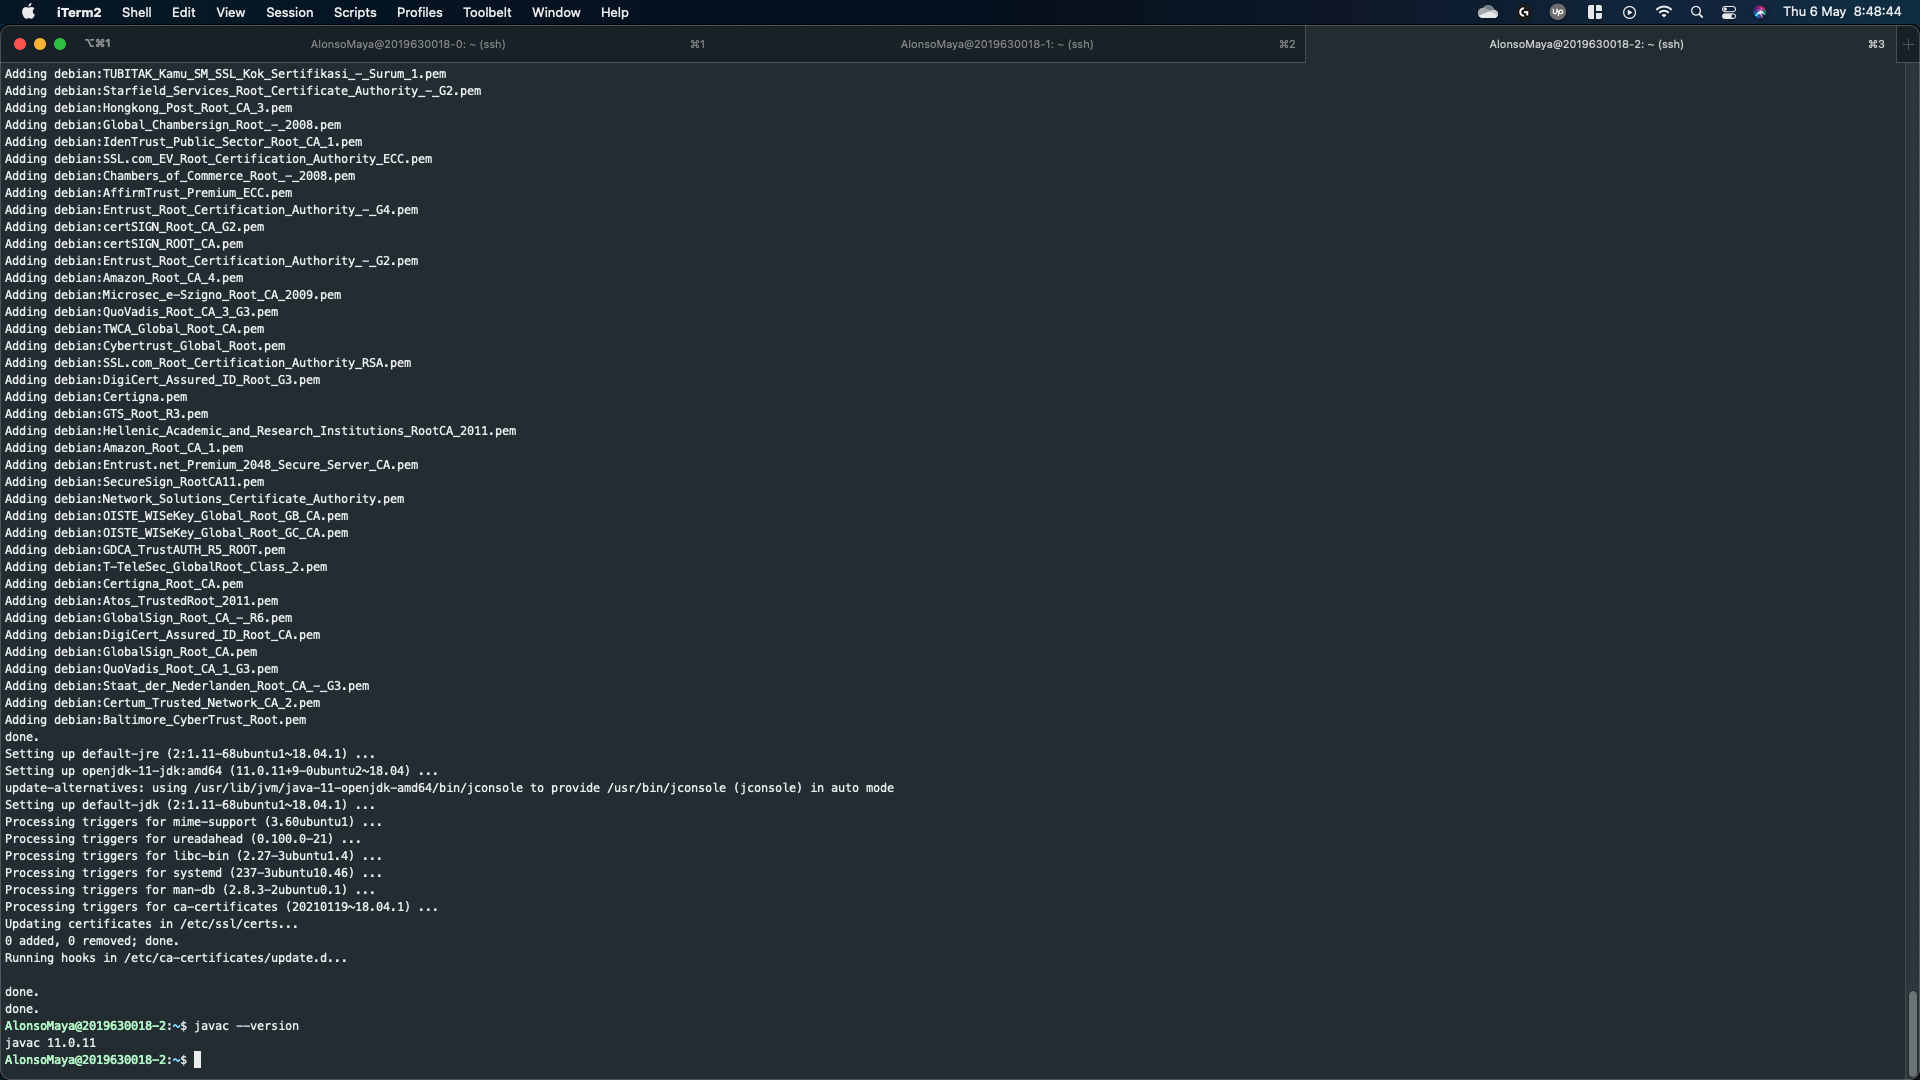 iTerm2 Shell Edit View Session Scripts Profiles Toolbelt Window Help
Up
Thu 6 May 8:48:44
⌥⌘1
AlonsoMaya@2019630018-0: ~ (ssh) ⌘1
AlonsoMaya@2019630018-1: ~ (ssh) ⌘2
AlonsoMaya@2019630018-2: ~ (ssh) ⌘3
Adding debian:TUBITAK_Kamu_SM_SSL_Kok_Sertifikasi_-_Surum_1.pem
Adding debian:Starfield_Services_Root_Certificate_Authority_-_G2.pem
Adding debian:Hongkong_Post_Root_CA_3.pem
Adding debian:Global_Chambersign_Root_-_2008.pem
Adding debian:IdenTrust_Public_Sector_Root_CA_1.pem
Adding debian:SSL.com_EV_Root_Certification_Authority_ECC.pem
Adding debian:Chambers_of_Commerce_Root_-_2008.pem
Adding debian:AffirmTrust_Premium_ECC.pem
Adding debian:Entrust_Root_Certification_Authority_-_G4.pem
Adding debian:certSIGN_Root_CA_G2.pem
Adding debian:certSIGN_ROOT_CA.pem
Adding debian:Entrust_Root_Certification_Authority_-_G2.pem
Adding debian:Amazon_Root_CA_4.pem
Adding debian:Microsec_e-Szigno_Root_CA_2009.pem
Adding debian:QuoVadis_Root_CA_3_G3.pem
Adding debian:TWCA_Global_Root_CA.pem
Adding debian:Cybertrust_Global_Root.pem
Adding debian:SSL.com_Root_Certification_Authority_RSA.pem
Adding debian:DigiCert_Assured_ID_Root_G3.pem
Adding debian:Certigna.pem
Adding debian:GTS_Root_R3.pem
Adding debian:Hellenic_Academic_and_Research_Institutions_RootCA_2011.pem
Adding debian:Amazon_Root_CA_1.pem
Adding debian:Entrust.net_Premium_2048_Secure_Server_CA.pem
Adding debian:SecureSign_RootCA11.pem
Adding debian:Network_Solutions_Certificate_Authority.pem
Adding debian:OISTE_WISeKey_Global_Root_GB_CA.pem
Adding debian:OISTE_WISeKey_Global_Root_GC_CA.pem
Adding debian:GDCA_TrustAUTH_R5_ROOT.pem
Adding debian:T-TeleSec_GlobalRoot_Class_2.pem
Adding debian:Certigna_Root_CA.pem
Adding debian:Atos_TrustedRoot_2011.pem
Adding debian:GlobalSign_Root_CA_-_R6.pem
Adding debian:DigiCert_Assured_ID_Root_CA.pem
Adding debian:GlobalSign_Root_CA.pem
Adding debian:QuoVadis_Root_CA_1_G3.pem
Adding debian:Staat_der_Nederlanden_Root_CA_-_G3.pem
Adding debian:Certum_Trusted_Network_CA_2.pem
Adding debian:Baltimore_CyberTrust_Root.pem
done.
Setting up default-jre (2:1.11-68ubuntu1~18.04.1) ...
Setting up openjdk-11-jdk:amd64 (11.0.11+9-0ubuntu2~18.04) ...
update-alternatives: using /usr/lib/jvm/java-11-openjdk-amd64/bin/jconsole to provide /usr/bin/jconsole (jconsole) in auto mode
Setting up default-jdk (2:1.11-68ubuntu1~18.04.1) ...
Processing triggers for mime-support (3.60ubuntu1) ...
Processing triggers for ureadahead (0.100.0-21) ...
Processing triggers for libc-bin (2.27-3ubuntu1.4) ...
Processing triggers for systemd (237-3ubuntu10.46) ...
Processing triggers for man-db (2.8.3-2ubuntu0.1) ...
Processing triggers for ca-certificates (20210119~18.04.1) ...
Updating certificates in /etc/ssl/certs...
0 added, 0 removed; done.
Running hooks in /etc/ca-certificates/update.d...
done.
done.
AlonsoMaya@2019630018-2:~$ javac --version
javac 11.0.11
AlonsoMaya@2019630018-2:~$